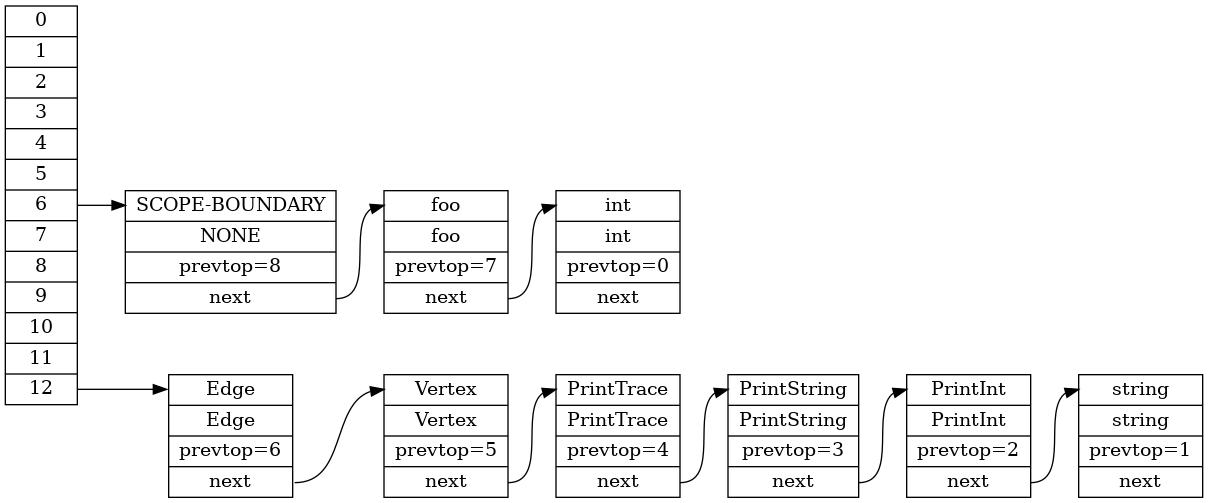 0
1
2
3
4
5
6
7
8
9
10
11
12
SCOPE-BOUNDARY
NONE
prevtop=8
next
foo
foo
prevtop=7
next
int
int
prevtop=0
next
Edge
Edge
prevtop=6
next
Vertex
Vertex
prevtop=5
next
PrintTrace
PrintTrace
prevtop=4
next
PrintString
PrintString
prevtop=3
next
PrintInt
PrintInt
prevtop=2
next
string
string
prevtop=1
next